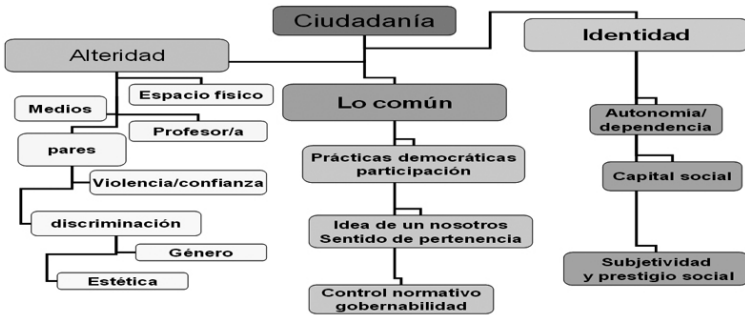 Ciudadanía
Alteridad
Espacio físico
Medios
Profesor/a
pares
Violencia/confianza
discriminación
Género
Estética
Lo común
Prácticas democráticas
participación
Idea de un nosotros
Sentido de pertenencia
Control normativo
gobernabilidad
Identidad
Autonomía/
dependencia
Capital social
Subjetividad
y prestigio social